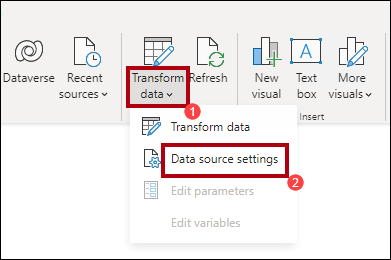 Dataverse
Recent
sources
Transform
data
Refresh
New
visual
Text
box
More
visuals
A
Insert
1
Transform data
Data source settings
2
Edit parameters
Edit variables